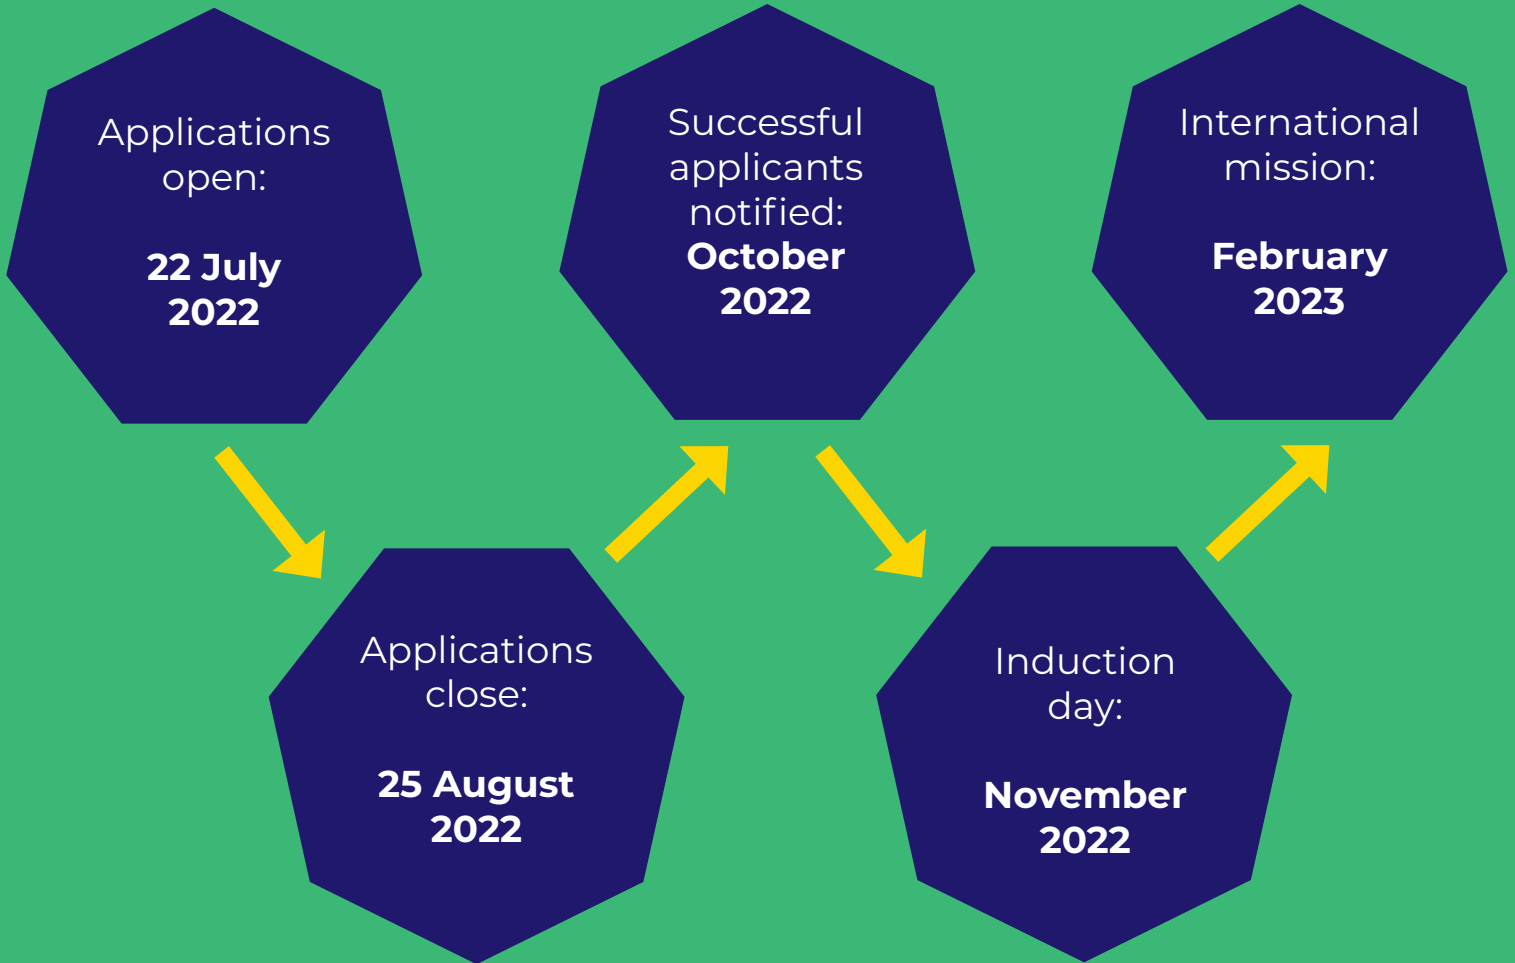 Applications
open:
22 July
2022
Applications
close:
25 August
2022
Successful
applicants
notified:
October
2022
Induction
day:
November
2022
International
mission:
February
2023